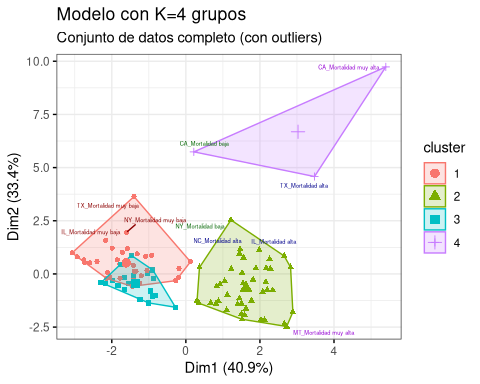 Modelo con K=4 grupos
Conjunto de datos completo (con outliers)
10.0
7.5
5.0
2.5
0.0
-2.5
Dim2 (33.4%)
CA_Mortalidad muy alta
CA_Mortalidad baja
TX_Mortalidad alta
TX_Mortalidad muy baja
NY_Mortalidad muy baja
IL_Mortalidad muy baja
NY_Mortalidad baja
NC_Mortalidad alta
IL_Mortalidad alta
MT_Mortalidad muy alta
-2
0
2
4
Dim1 (40.9%)
cluster
1
2
3
4